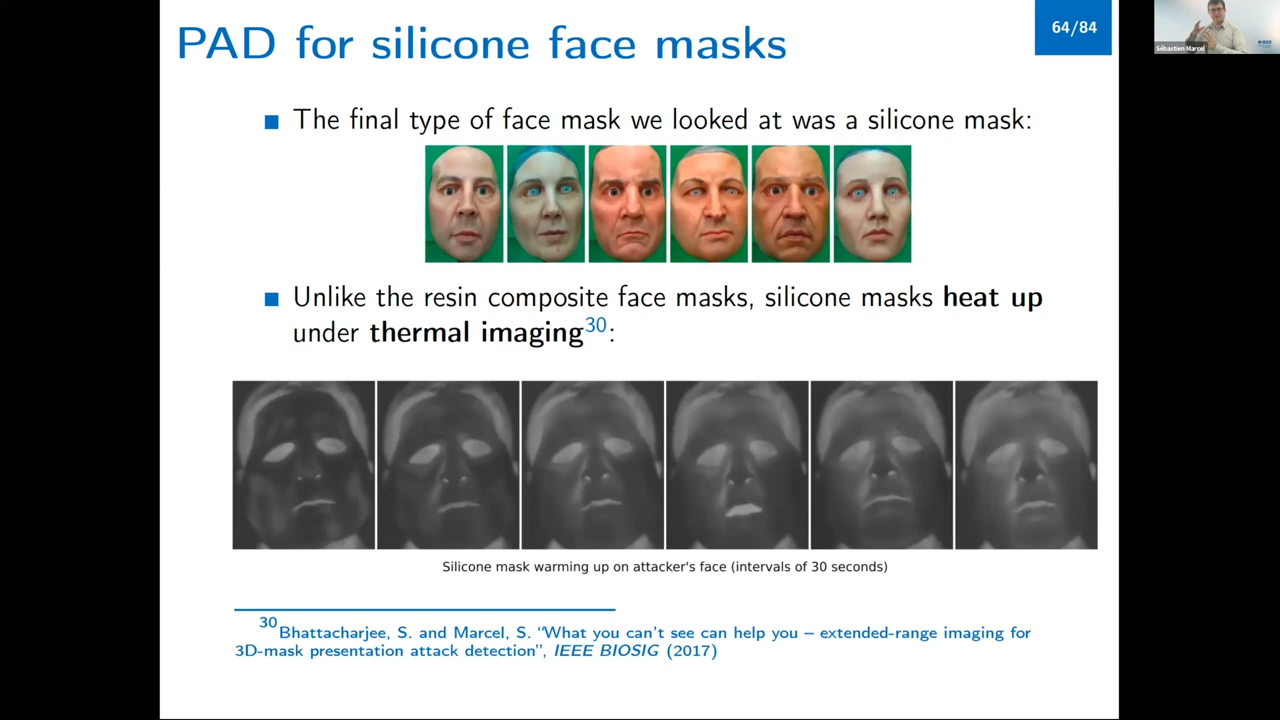 PAD for silicone face masks
64/84
Sébastien Marcel
IEEE
The final type of face mask we looked at was a silicone mask:
Unlike the resin composite face masks, silicone masks heat up
under thermal imaging30:
Silicone mask warming up on attacker's face (intervals of 30 seconds)
30Bhattacharjee, S. and Marcel, S. “What you can't see can help you – extended-range imaging for
3D-mask presentation attack detection”, IEEE BIOSIG (2017)